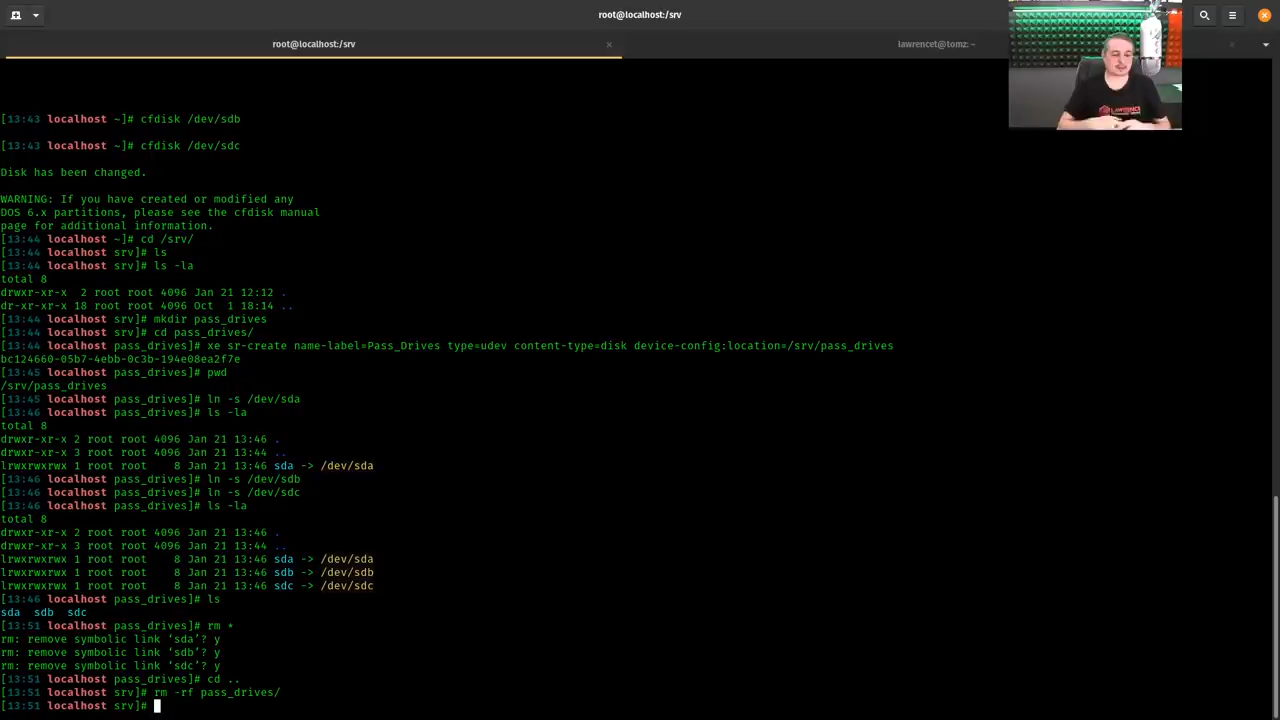 root@localhost:/srv
root@localhost:/srv
lawrencet@tomz: ~
[13:43 localhost ~]# cfdisk /dev/sdb
[13:43 localhost ~]# cfdisk /dev/sdc
Disk has been changed.
WARNING: If you have created or modified any
DOS 6.x partitions, please see the cfdisk manual
page for additional information.
[13:44 localhost ~]# cd /srv/
[13:44 localhost srv]# ls
[13:44 localhost srv]# ls -la
total 8
drwxr-xr-x  2 root root 4096 Jan 21 12:12 .
dr-xr-xr-x 18 root root 4096 Oct  1 18:14 ..
[13:44 localhost srv]# mkdir pass_drives
[13:44 localhost srv]# cd pass_drives/
[13:44 localhost pass_drives]# xe sr-create name-label=Pass_Drives type=udev content-type=disk device-config:location=/srv/pass_drives
bc124660-05b7-4ebb-0c3b-194e08ea2f7e
[13:45 localhost pass_drives]# pwd
/srv/pass_drives
[13:45 localhost pass_drives]# ln -s /dev/sda
[13:46 localhost pass_drives]# ls -la
total 8
drwxr-xr-x 2 root root 4096 Jan 21 13:46 .
drwxr-xr-x 3 root root 4096 Jan 21 13:44 ..
lrwxrwxrwx 1 root root    8 Jan 21 13:46 sda -> /dev/sda
[13:46 localhost pass_drives]# ln -s /dev/sdb
[13:46 localhost pass_drives]# ln -s /dev/sdc
[13:46 localhost pass_drives]# ls -la
total 8
drwxr-xr-x 2 root root 4096 Jan 21 13:46 .
drwxr-xr-x 3 root root 4096 Jan 21 13:44 ..
lrwxrwxrwx 1 root root    8 Jan 21 13:46 sda -> /dev/sda
lrwxrwxrwx 1 root root    8 Jan 21 13:46 sdb -> /dev/sdb
lrwxrwxrwx 1 root root    8 Jan 21 13:46 sdc -> /dev/sdc
[13:46 localhost pass_drives]# ls
sda  sdb  sdc
[13:51 localhost pass_drives]# rm *
rm: remove symbolic link ‘sda’? y
rm: remove symbolic link ‘sdb’? y
rm: remove symbolic link ‘sdc’? y
[13:51 localhost pass_drives]# cd ..
[13:51 localhost srv]# rm -rf pass_drives/
[13:51 localhost srv]#